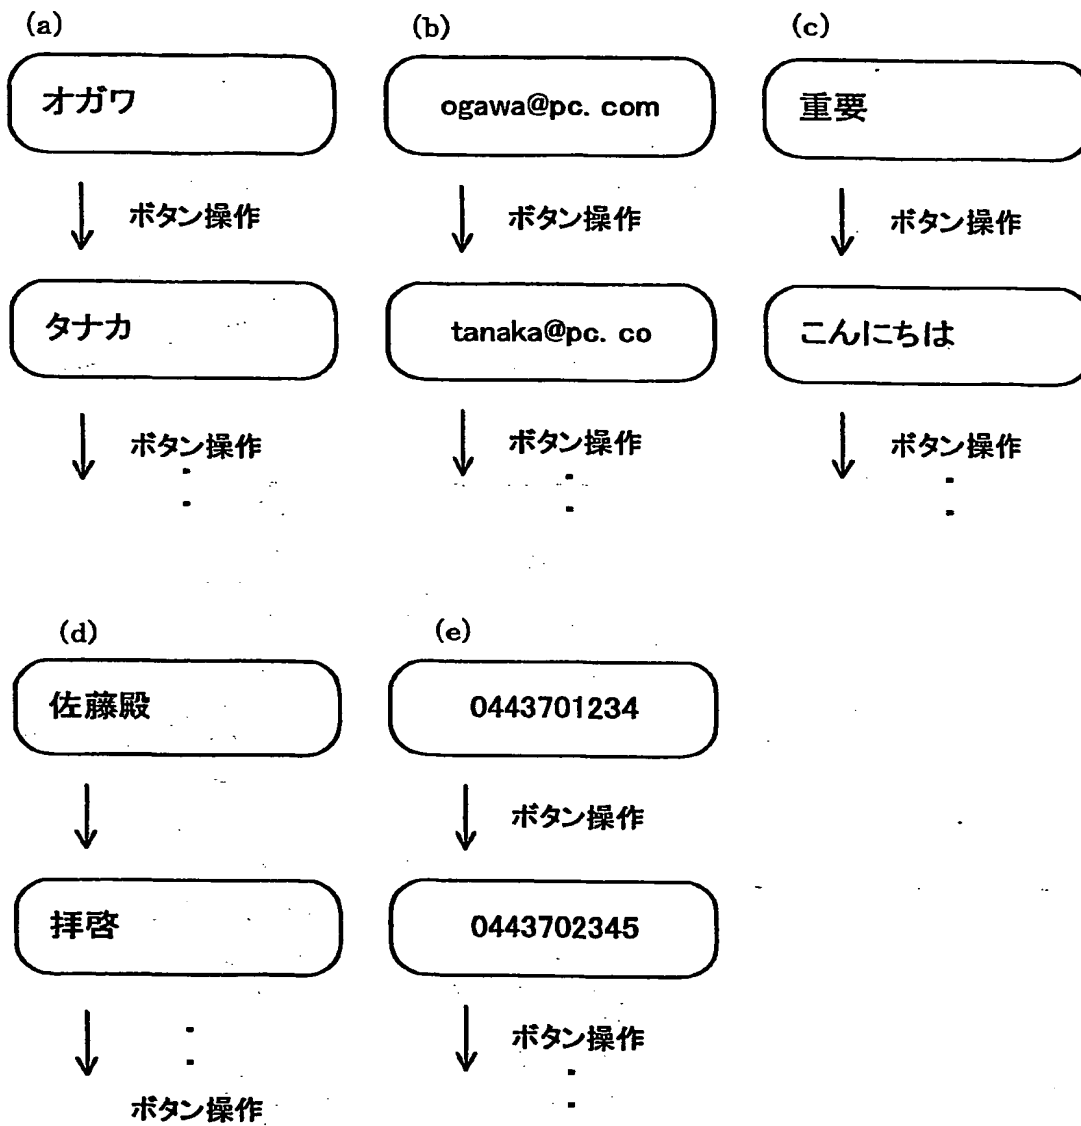 (a)
オガワ
ボタン操作
タナカ
ボタン操作
(b)
ogawa@pc. com
ボタン操作
tanaka@pc. co
ボタン操作
(c)
重要
ボタン操作
こんにちは
ボタン操作
(d)
佐藤殿
拝啓
ボタン操作
(e)
0443701234
ボタン操作
0443702345
ボタン操作